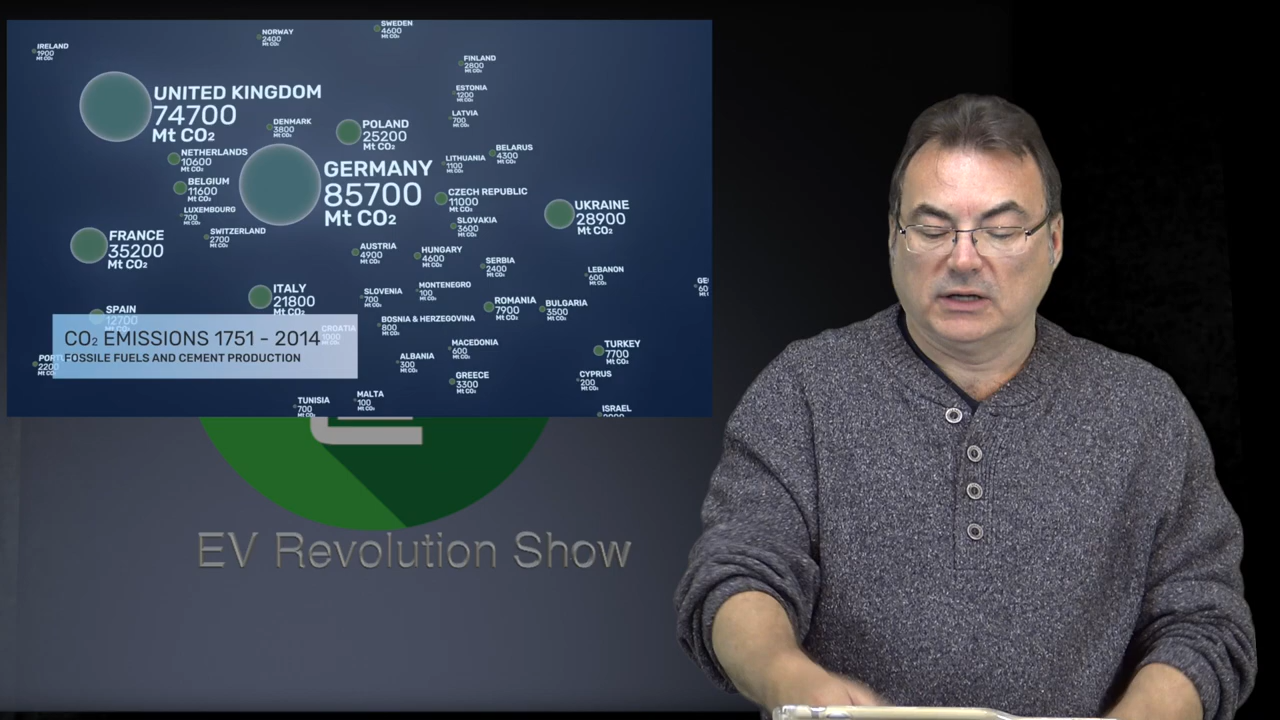 SWEDEN
4600
Mt CO₂
NORWAY
2400
Mt CO₂
IRELAND
1900
Mt CO₂
FINLAND
2800
Mt CO₂
UNITED KINGDOM
74700
Mt CO₂
ESTONIA
1200
Mt CO₂
LATVIA
700
Mt CO₂
DENMARK
3800
Mt CO₂
POLAND
25200
Mt CO₂
NETHERLANDS
10600
Mt CO₂
BELARUS
4300
Mt CO₂
LITHUANIA
1100
Mt CO₂
GERMANY
85700
Mt CO₂
BELGIUM
11600
Mt CO₂
CZECH REPUBLIC
11000
Mt CO₂
LUXEMBOURG
700
Mt CO₂
UKRAINE
28900
Mt CO₂
SLOVAKIA
3600
Mt CO₂
SWITZERLAND
2700
Mt CO₂
FRANCE
35200
Mt CO₂
AUSTRIA
4900
Mt CO₂
HUNGARY
4600
Mt CO₂
SERBIA
2400
Mt CO₂
LEBANON
600
Mt CO₂
MONTENEGRO
100
Mt CO₂
ITALY
21800
Mt CO₂
SLOVENIA
700
Mt CO₂
ROMANIA
7900
Mt CO₂
BULGARIA
3500
Mt CO₂
SPAIN
12700
BOSNIA & HERZEGOVINA
800
Mt CO₂
CROATIA
1000
Mt CO₂
CO₂ EMISSIONS 1751 - 2014
FOSSILE FUELS AND CEMENT PRODUCTION
MACEDONIA
600
Mt CO₂
TURKEY
7700
Mt CO₂
ALBANIA
300
Mt CO₂
PORT
2200
Mt CO₂
GREECE
3300
Mt CO₂
CYPRUS
200
Mt CO₂
MALTA
100
Mt CO₂
TUNISIA
700
Mt CO₂
ISRAEL
EV Revolution Show